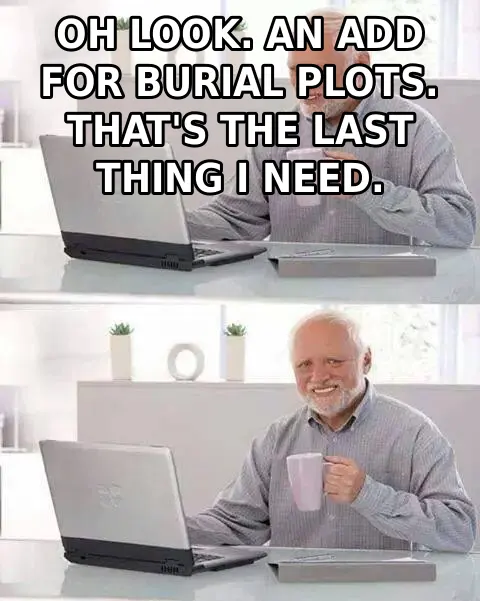 OH LOOK. AN ADD
FOR BURIAL PLOTS.
THAT'S THE LAST
THING I NEED.